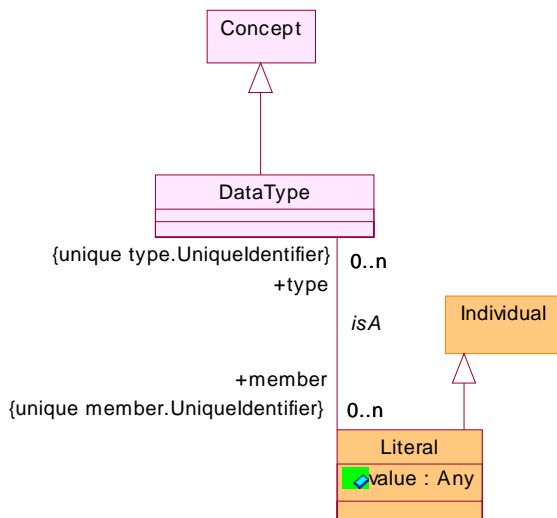 Concept
DataType
{unique type.UniqueIdentifier}
0..n
+type
isA
Individual
+member
{unique member.UniqueIdentifier}
0..n
Literal
value : Any